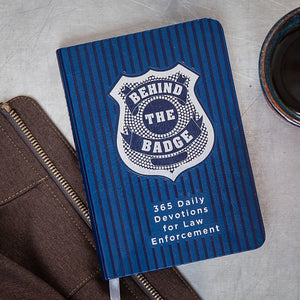 BEHIND
THE
BADGE
365 Daily
Devotions
for Law
Enforcement